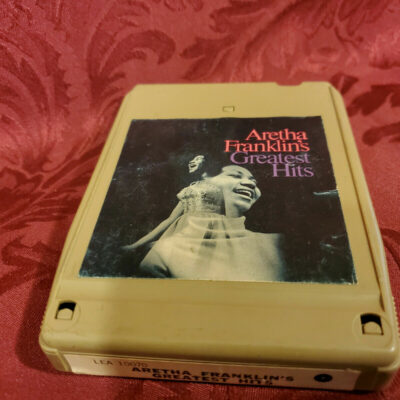 Aretha
Franklin's
Greatest
Hits
ARETHA FRANKLIN'S
GREATEST HITS